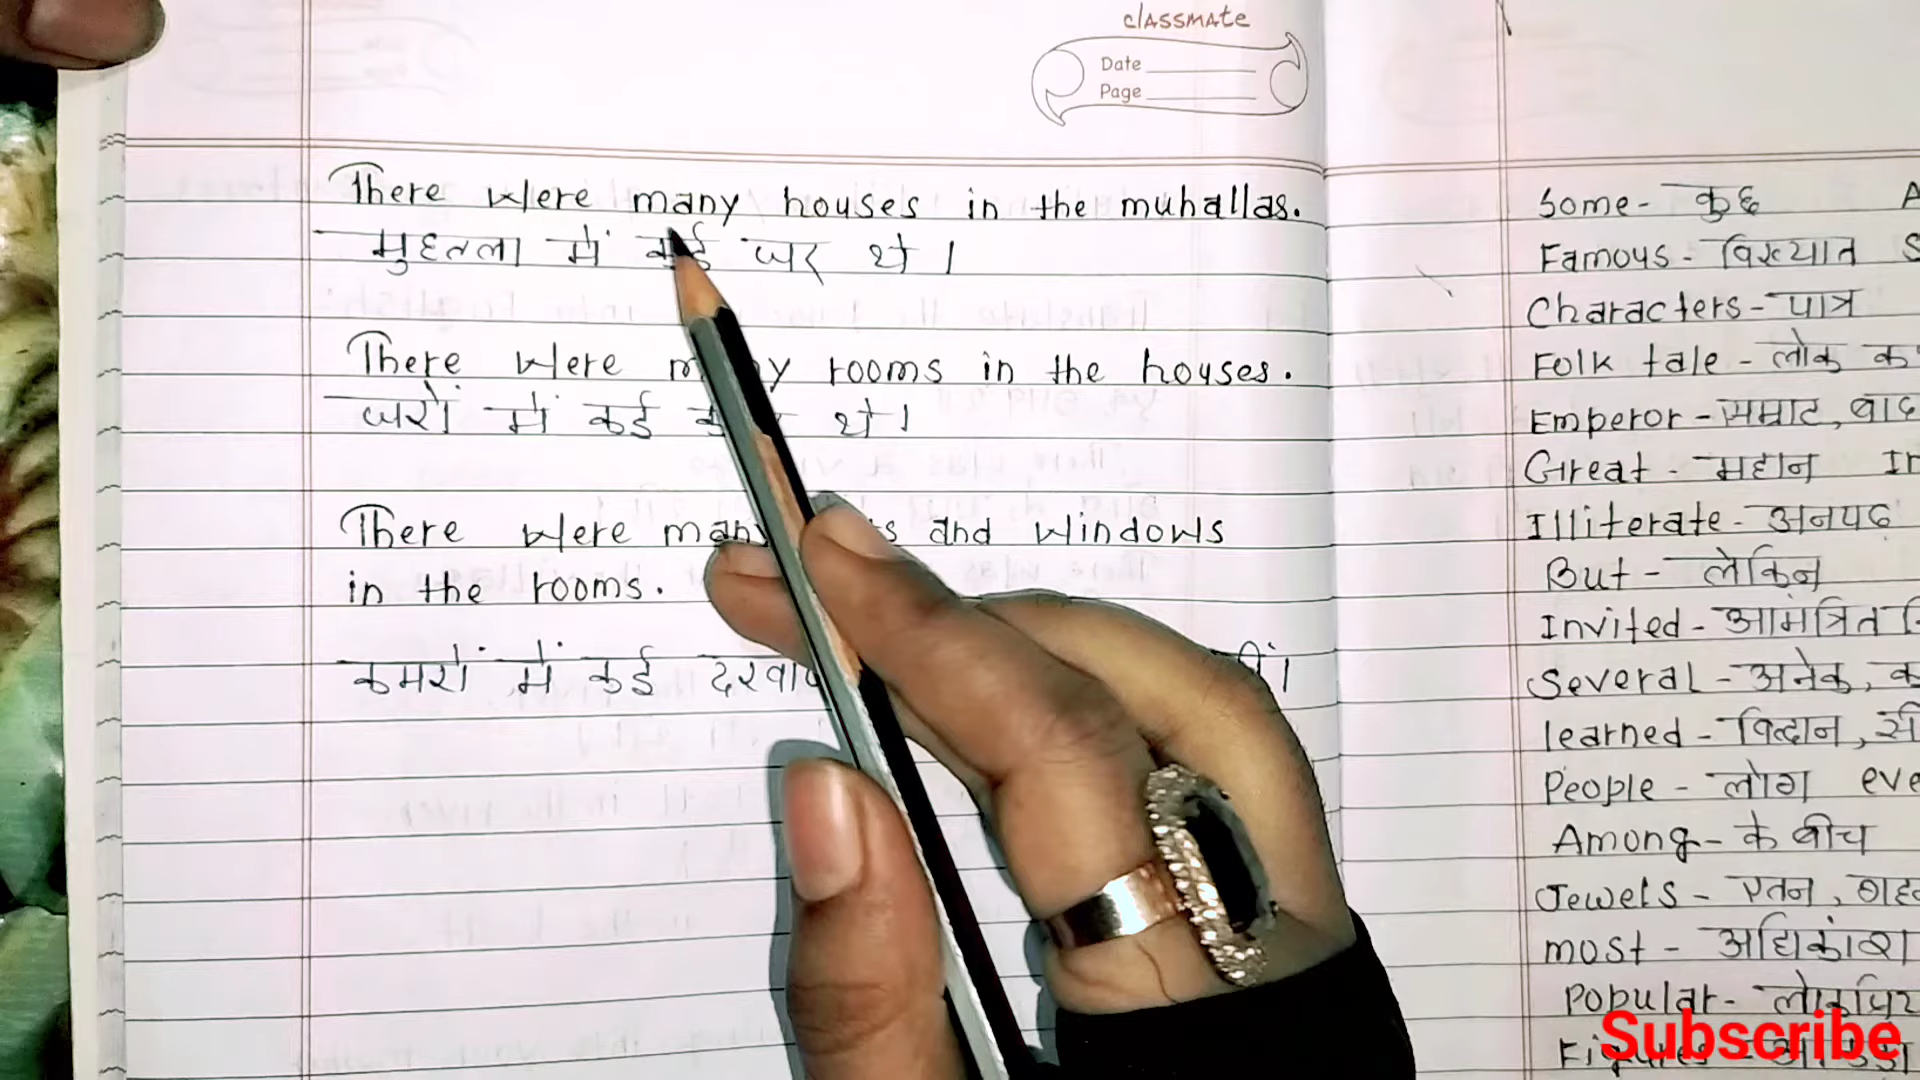 classmate
Date
Page
There were many houses in the muhallas.
मुहल्ला में कई घर थे।
There were many rooms in the houses.
घरों में कई थे।
There were many and windows
in the rooms.
कमरों में कई
Some - कुछ
Famous - विख्यात
Characters - पात्र
Folk tale - लोक
Emperor - सम्राट,
Great - महान
Illiterate - अनपढ़
But - लेकिन
Invited - आमंत्रित
Several - अनेक,
learned - विद्वान,
People - लोग
Among - के बीच
Jewels - रतन,
most - अधिकांश
Popular -
Subscribe